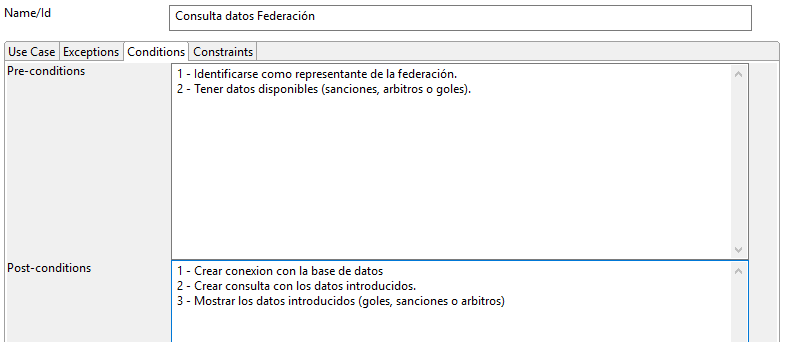 Name/Id
Consulta datos Federación
Use Case Exceptions Conditions Constraints
Pre-conditions
1 - Identificarse como representante de la federación.
2 - Tener datos disponibles (sanciones, arbitros o goles).
Post-conditions
1 - Crear conexion con la base de datos
2 - Crear consulta con los datos introducidos.
3 - Mostrar los datos introducidos (goles, sanciones o arbitros)